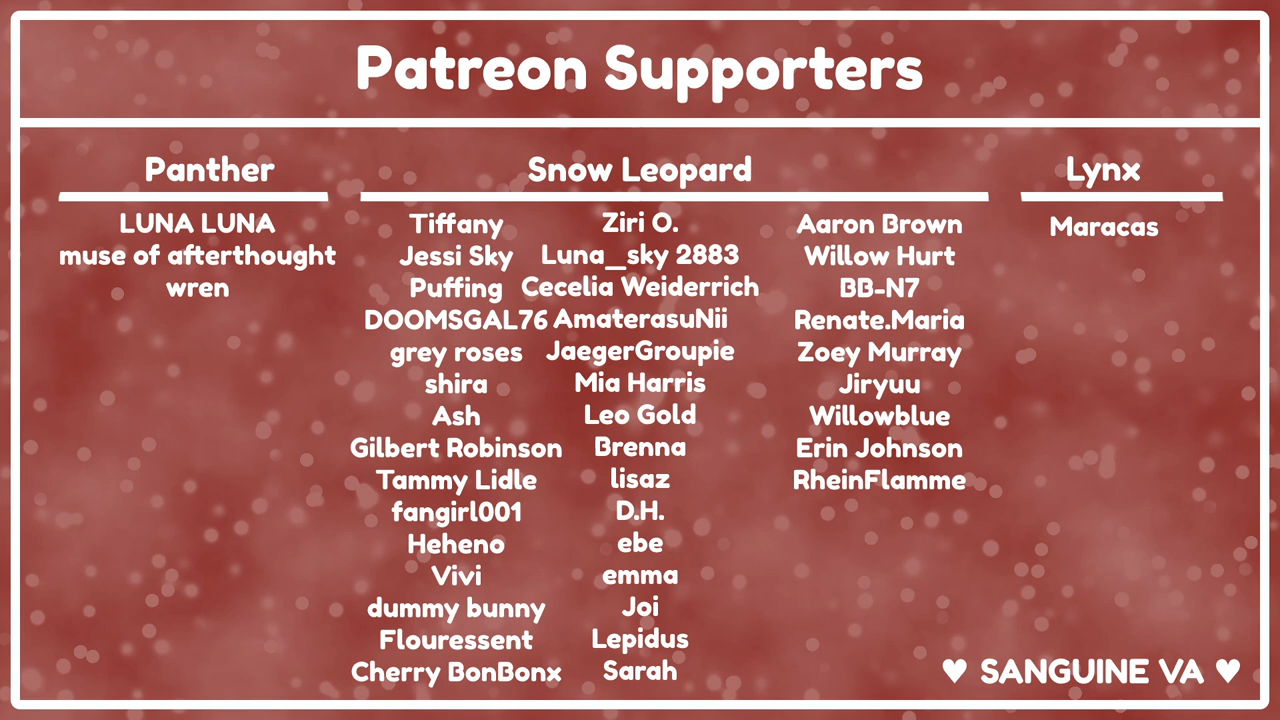 Patreon Supporters
Panther
LUNA LUNA
muse of afterthought
wren
Snow Leopard
Tiffany
Jessi Sky
Puffing
DOOMSGAL76
grey roses
shira
Ash
Gilbert Robinson
Tammy Lidle
fangirl001
Heheno
Vivi
dummy bunny
Flouressent
Cherry BonBonx
Ziri O.
Luna__sky 2883
Cecelia Weiderrich
AmaterasuNii
JaegerGroupie
Mia Harris
Leo Gold
Brenna
lisaz
D.H.
ebe
emma
Joi
Lepidus
Sarah
Aaron Brown
Willow Hurt
BB-N7
Renate.Maria
Zoey Murray
Jiryuu
Willowblue
Erin Johnson
RheinFlamme
Lynx
Maracas
♥ SANGUINE VA ♥